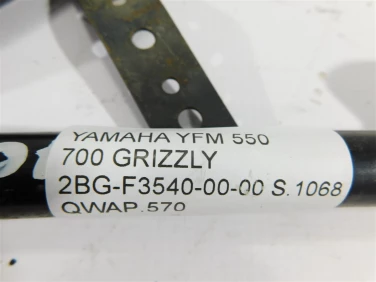 YAMAHA YFM 550
700 GRIZZLY
2BG-F3540-00-00 S.1068
QWAP.570